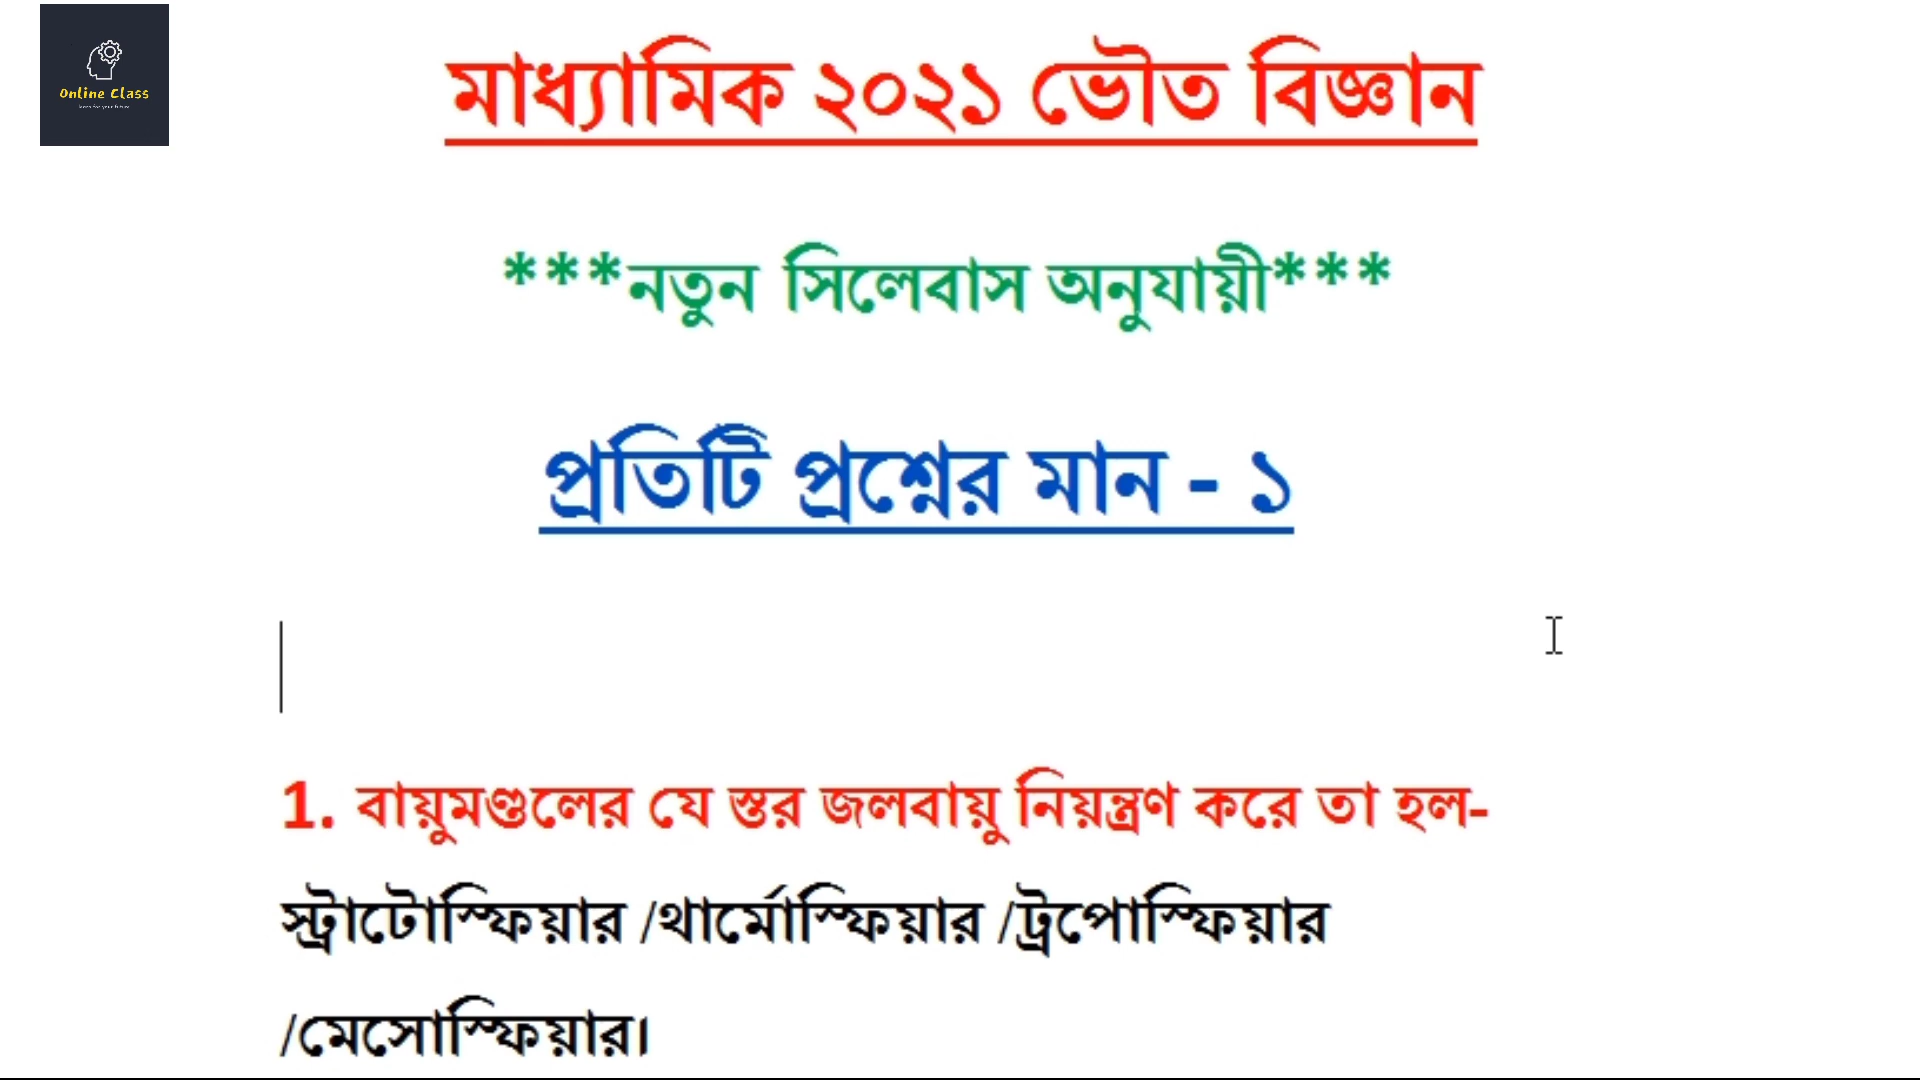 Online Class
মাধ্যামিক ২০২১ ভৌত বিজ্ঞান
***নতুন সিলেবাস অনুযায়ী***
প্রতিটি প্রশ্নের মান - ১
1. বায়ুমণ্ডলের যে স্তর জলবায়ু নিয়ন্ত্রণ করে তা হল-
স্ট্রাটোস্ফিয়ার /থার্মোস্ফিয়ার /ট্রপোস্ফিয়ার
/মেসোস্ফিয়ার।